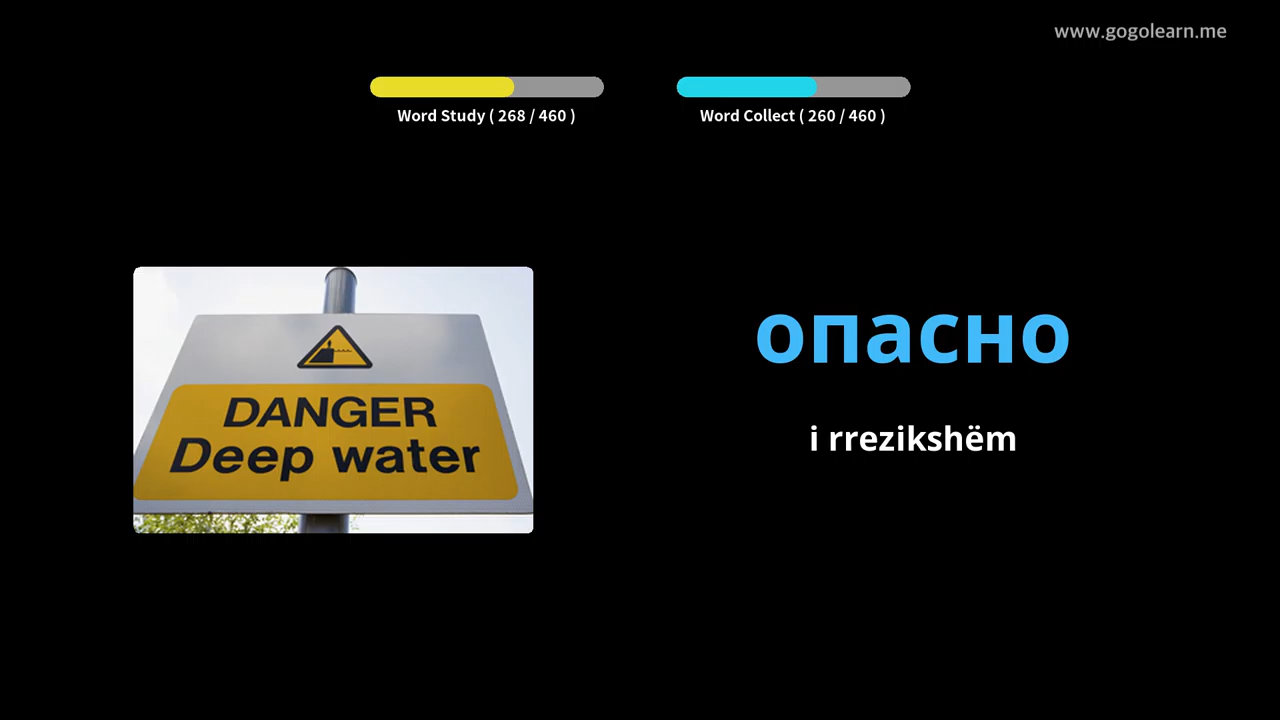 www.gogolearn.me
Word Study ( 268 / 460 )
Word Collect ( 260 / 460 )
DANGER
Deep water
опасно
i rrezikshëm